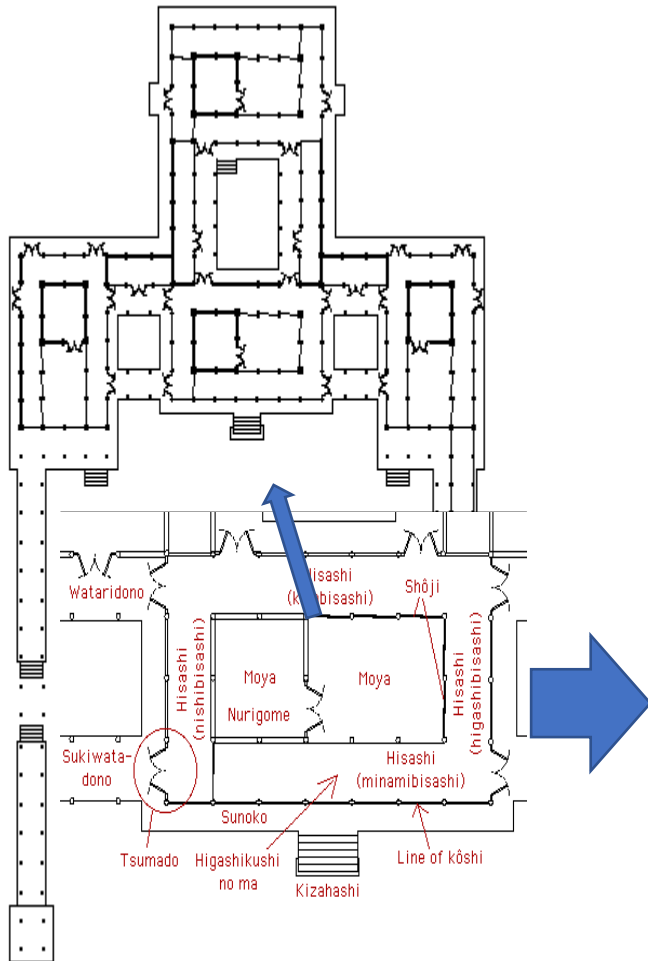 Wataridono
Hisashi
Shôji
Hisashi
(nishibisashi)
Moya
Nurigome
Moya
Hisashi
(higashibisashi)
Sukiwata-
dono
Hisashi
(minamibisashi)
Sunoko
Tsumado
Higashikushi
no ma
Kizahashi
Line of kôshi